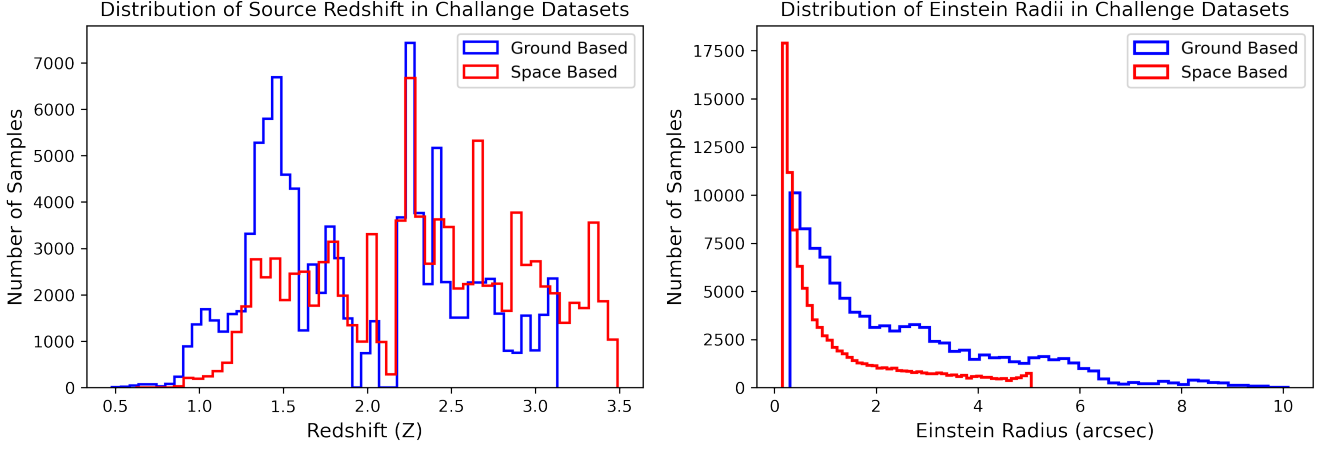 Distribution of Source Redshift in Challange Datasets
Number of Samples
7000
6000
5000
4000
3000
2000
1000
0
0.5 1.0 1.5 2.0 2.5 3.0 3.5
Redshift (Z)
Ground Based
Space Based
Distribution of Einstein Radii in Challenge Datasets
Number of Samples
17500
15000
12500
10000
7500
5000
2500
0
0 2 4 6 8 10
Einstein Radius (arcsec)
Ground Based
Space Based